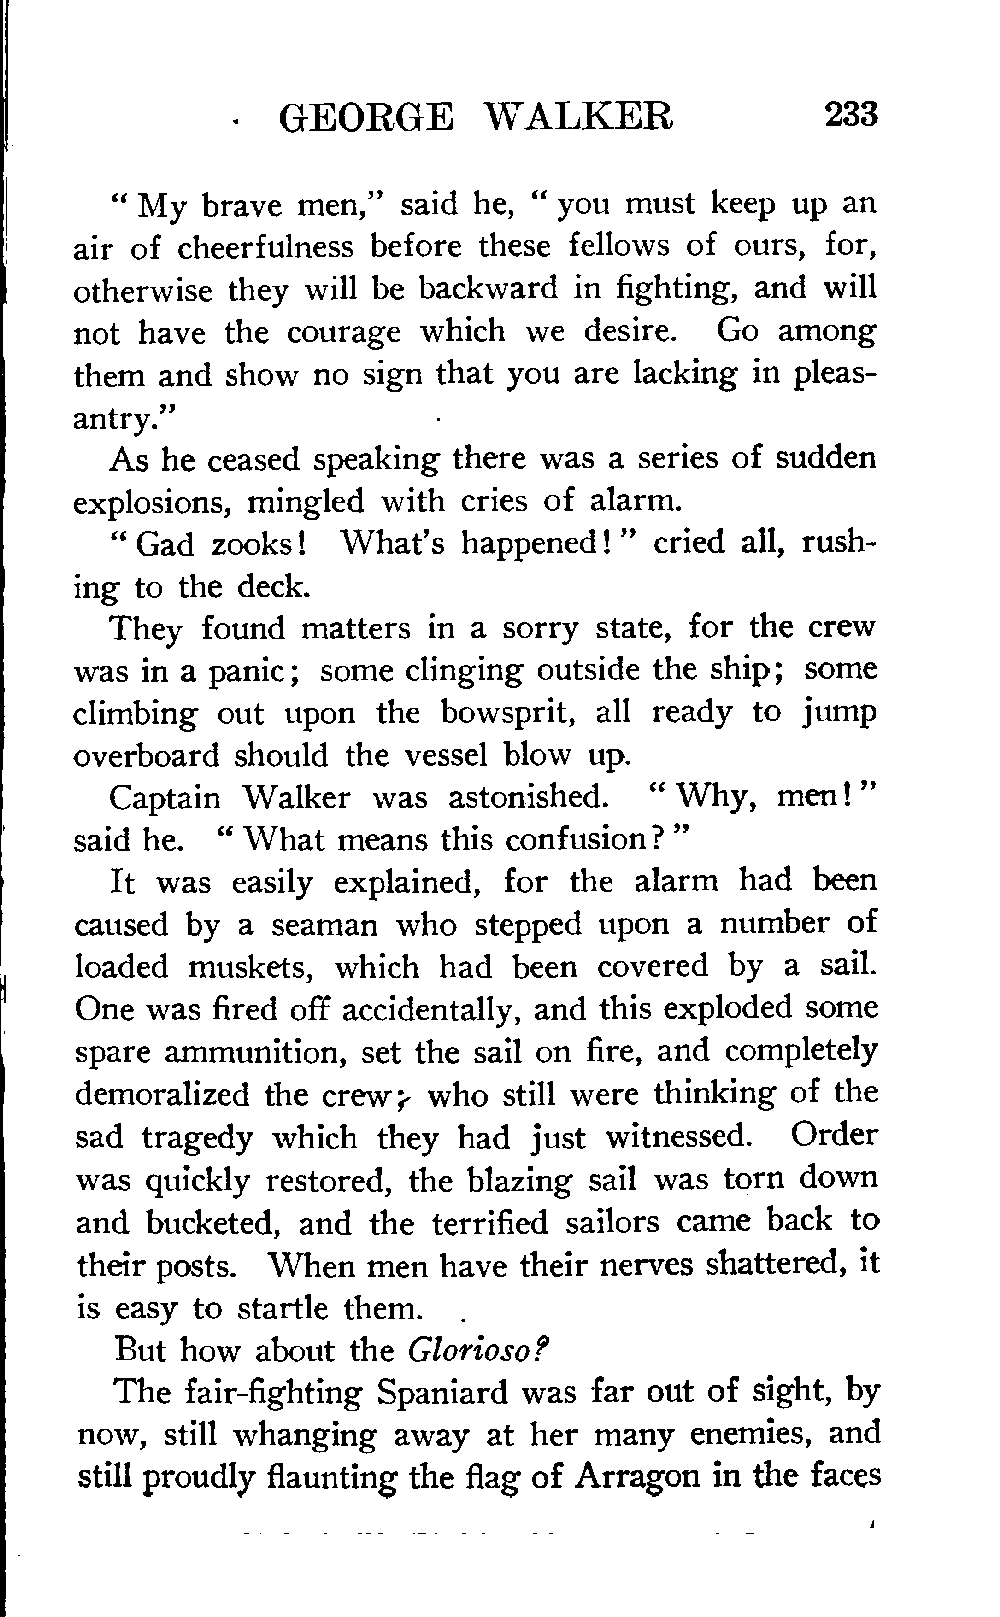 GEORGE WALKER 233
“ My brave men,” said he, “ you must keep up an
air of cheerfulness before these fellows of ours, for,
otherwise they will be backward in fighting, and will
not have the courage which we desire. Go among
them and show no sign that you are lacking in pleas-
antry.”
As he ceased speaking there was a series of sudden
explosions, mingled with cries of alarm.
“ Gad zooks! What’s happened! ” cried all, rush-
ing to the deck.
They found matters in a sorry state, for the crew
was in a panic; some clinging outside the ship; some
climbing out upon the bowsprit, all ready to jump
overboard should the vessel blow up.
Captain Walker was astonished. “ Why, men! ”
said he. “ What means this confusion? ”
It was easily explained, for the alarm had been
caused by a seaman who stepped upon a number of
loaded muskets, which had been covered by a sail.
One was fired off accidentally, and this exploded some
spare ammunition, set the sail on fire, and completely
demoralized the crew; who still were thinking of the
sad tragedy which they had just witnessed. Order
was quickly restored, the blazing sail was torn down
and bucketed, and the terrified sailors came back to
their posts. When men have their nerves shattered, it
is easy to startle them.
But how about the Glorioso?
The fair-fighting Spaniard was far out of sight, by
now, still whanging away at her many enemies, and
still proudly flaunting the flag of Arragon in the faces